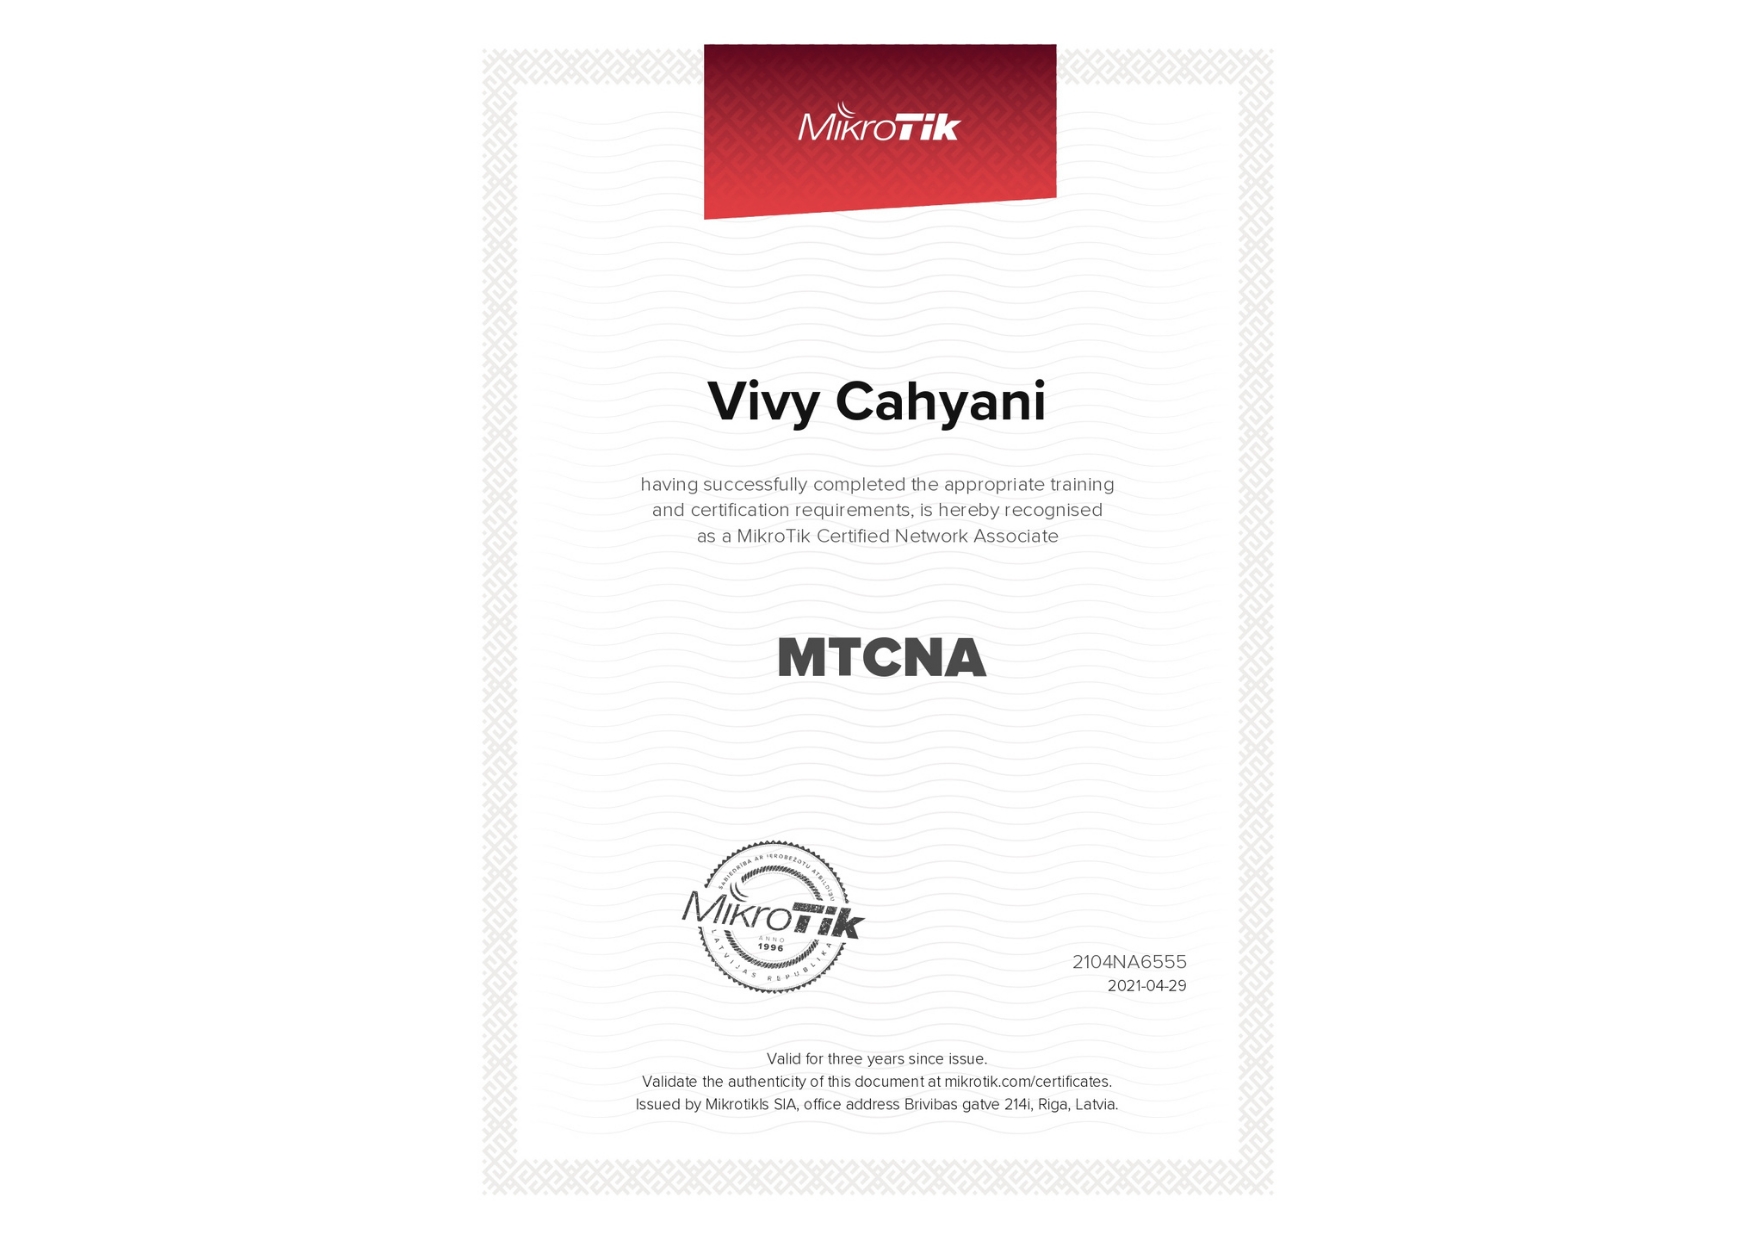 MikroTik
Vivy Cahyani
having successfully completed the appropriate training
and certification requirements, is hereby recognised
as a MikroTik Certified Network Associate
MTCNA
SABIEDRĪBA AR IEROBEŽOTU ATBILDĪBU
MikroTik
ANNO
1996
LATVIJAS REPUBLIKA
2104NA6555
2021-04-29
Valid for three years since issue.
Validate the authenticity of this document at mikrotik.com/certificates.
Issued by Mikrotikls SIA, office address Brivibas gatve 214i, Riga, Latvia.